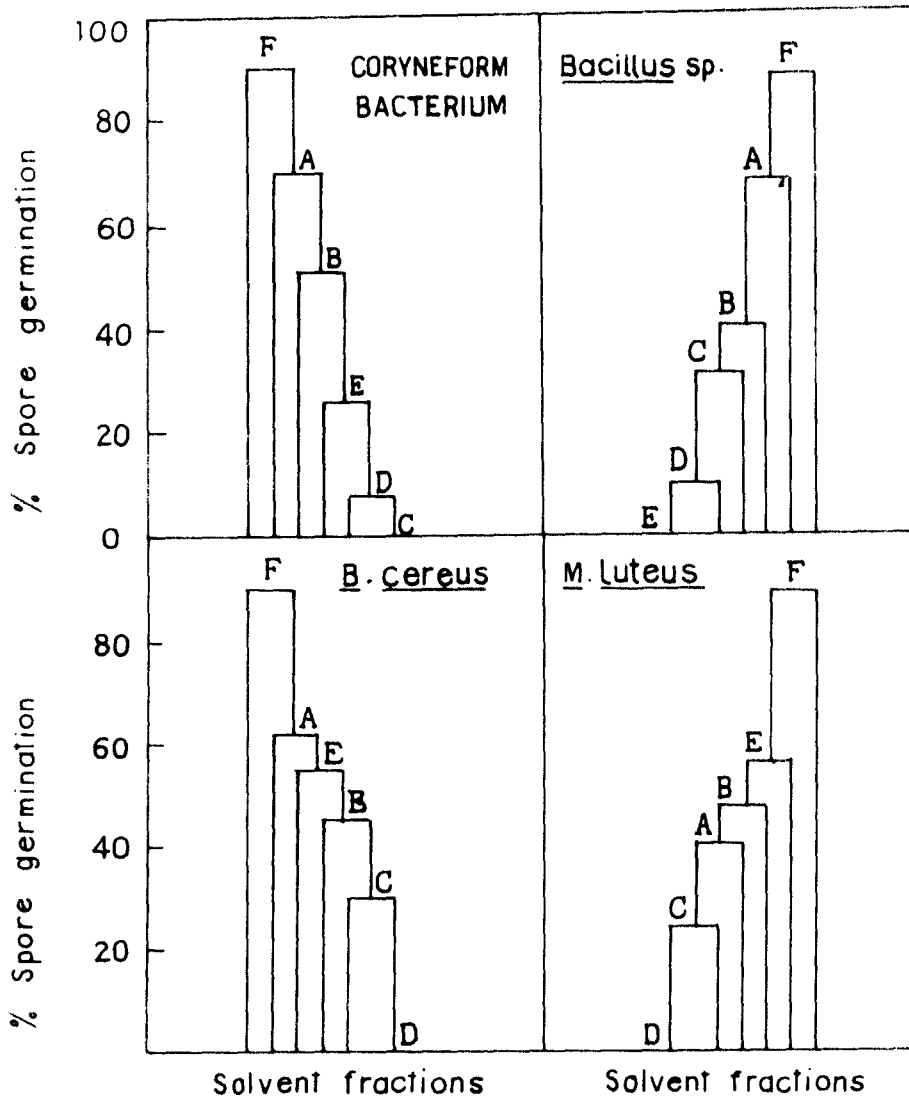 100
80
60
40
20
0
% Spore germination
CORYNEFORM
BACTERIUM
F
A
B
E
D
C
Bacillus sp.
F
A
B
C
D
E
80
60
40
20
% Spore germination
B. cereus
F
A
E
B
C
D
M. luteus
F
E
B
A
C
D
Solvent fractions
Solvent fractions